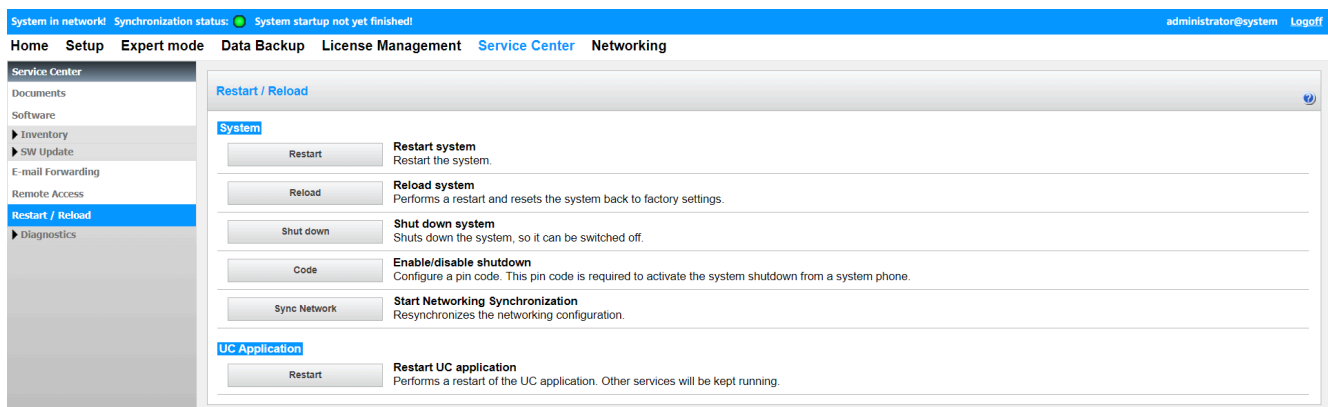 System in network! Synchronization status: System startup not yet finished! administrator@system Logoff
Home Setup Expert mode Data Backup License Management Service Center Networking
Service Center
Documents
Software
Inventory
SW Update
E-mail Forwarding
Remote Access
Restart / Reload
Diagnostics
Restart / Reload
System
Restart
Restart system
Restart the system.
Reload
Reload system
Performs a restart and resets the system back to factory settings.
Shut down
Shut down system
Shuts down the system, so it can be switched off.
Code
Enable/disable shutdown
Configure a pin code. This pin code is required to activate the system shutdown from a system phone.
Sync Network
Start Networking Synchronization
Resynchronizes the networking configuration.
UC Application
Restart
Restart UC application
Performs a restart of the UC application. Other services will be kept running.